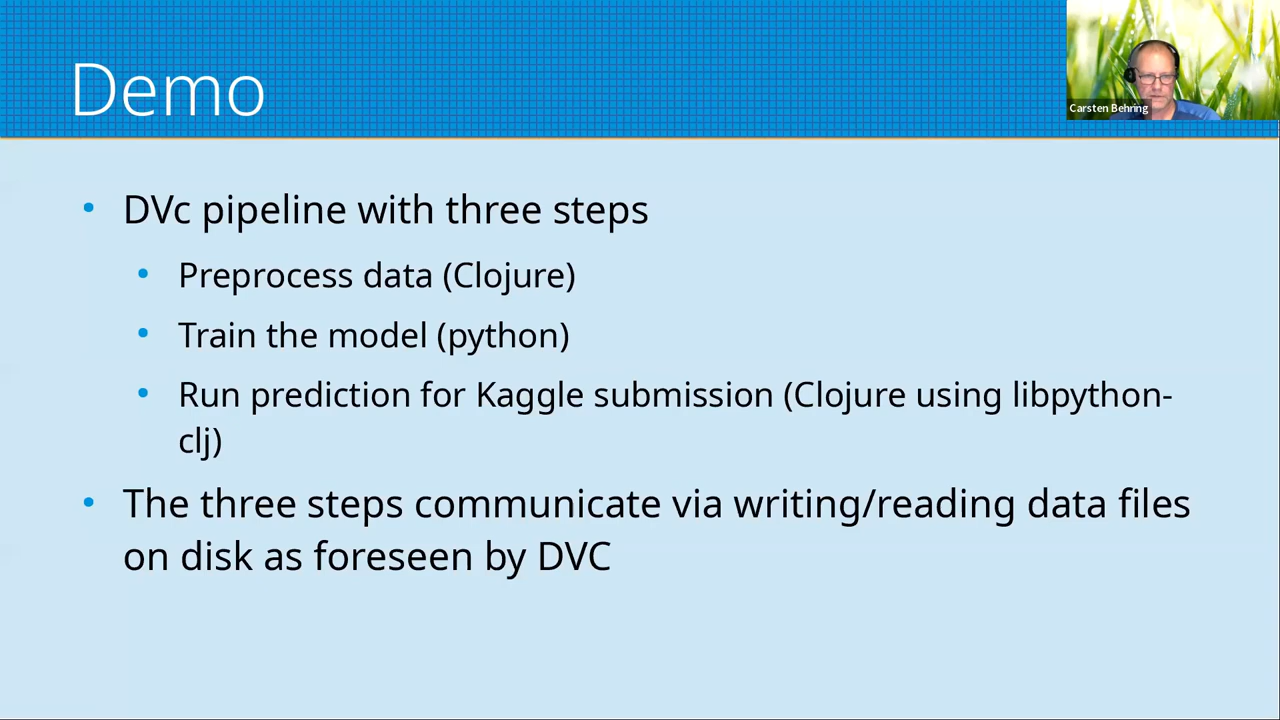 Demo
Carsten Behring
• DVc pipeline with three steps
• Preprocess data (Clojure)
• Train the model (python)
• Run prediction for Kaggle submission (Clojure using libpython-
clj)
• The three steps communicate via writing/reading data files
on disk as foreseen by DVC